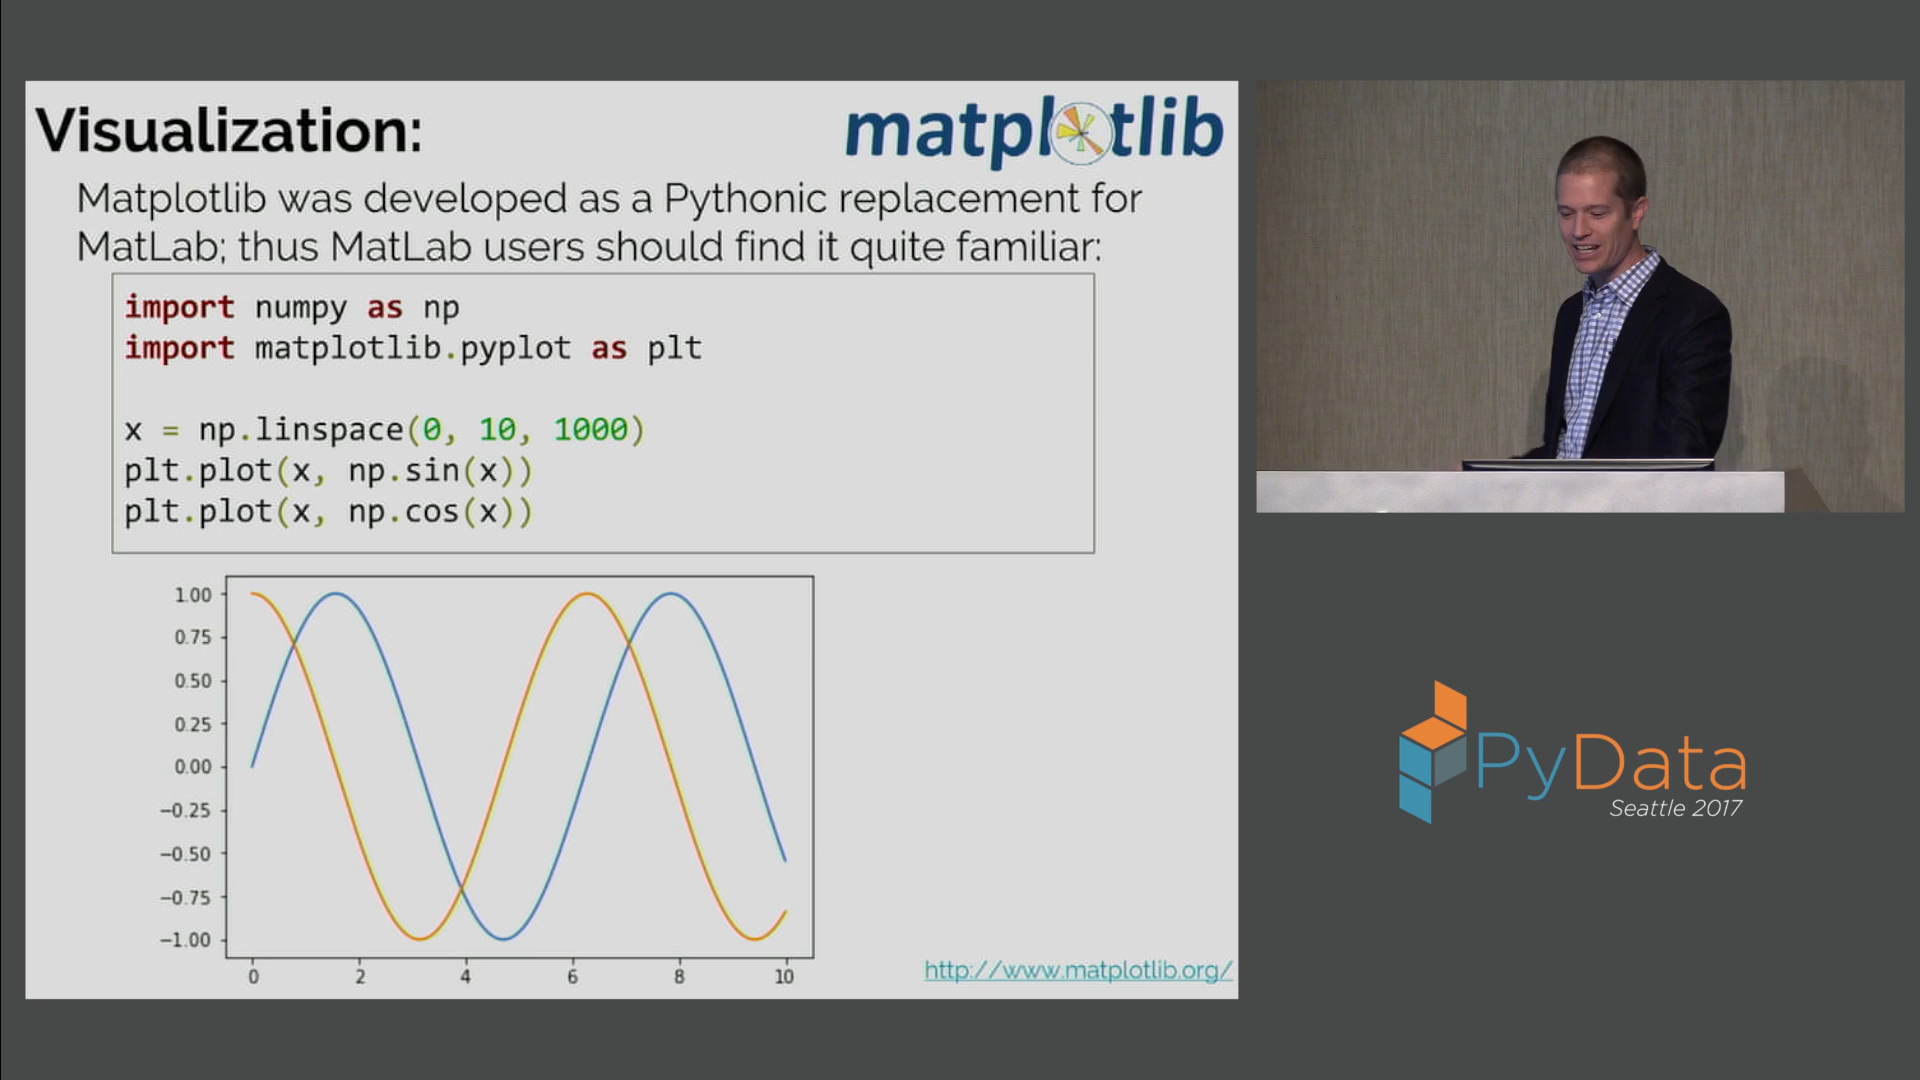 Visualization:
matplotlib
Matplotlib was developed as a Pythonic replacement for
MatLab; thus MatLab users should find it quite familiar:
import numpy as np
import matplotlib.pyplot as plt
x = np.linspace(0, 10, 1000)
plt.plot(x, np.sin(x))
plt.plot(x, np.cos(x))
1.00
0.75
0.50
0.25
0.00
−0.25
−0.50
−0.75
−1.00
0 2 4 6 8 10
http://www.matplotlib.org/
PyData
Seattle 2017